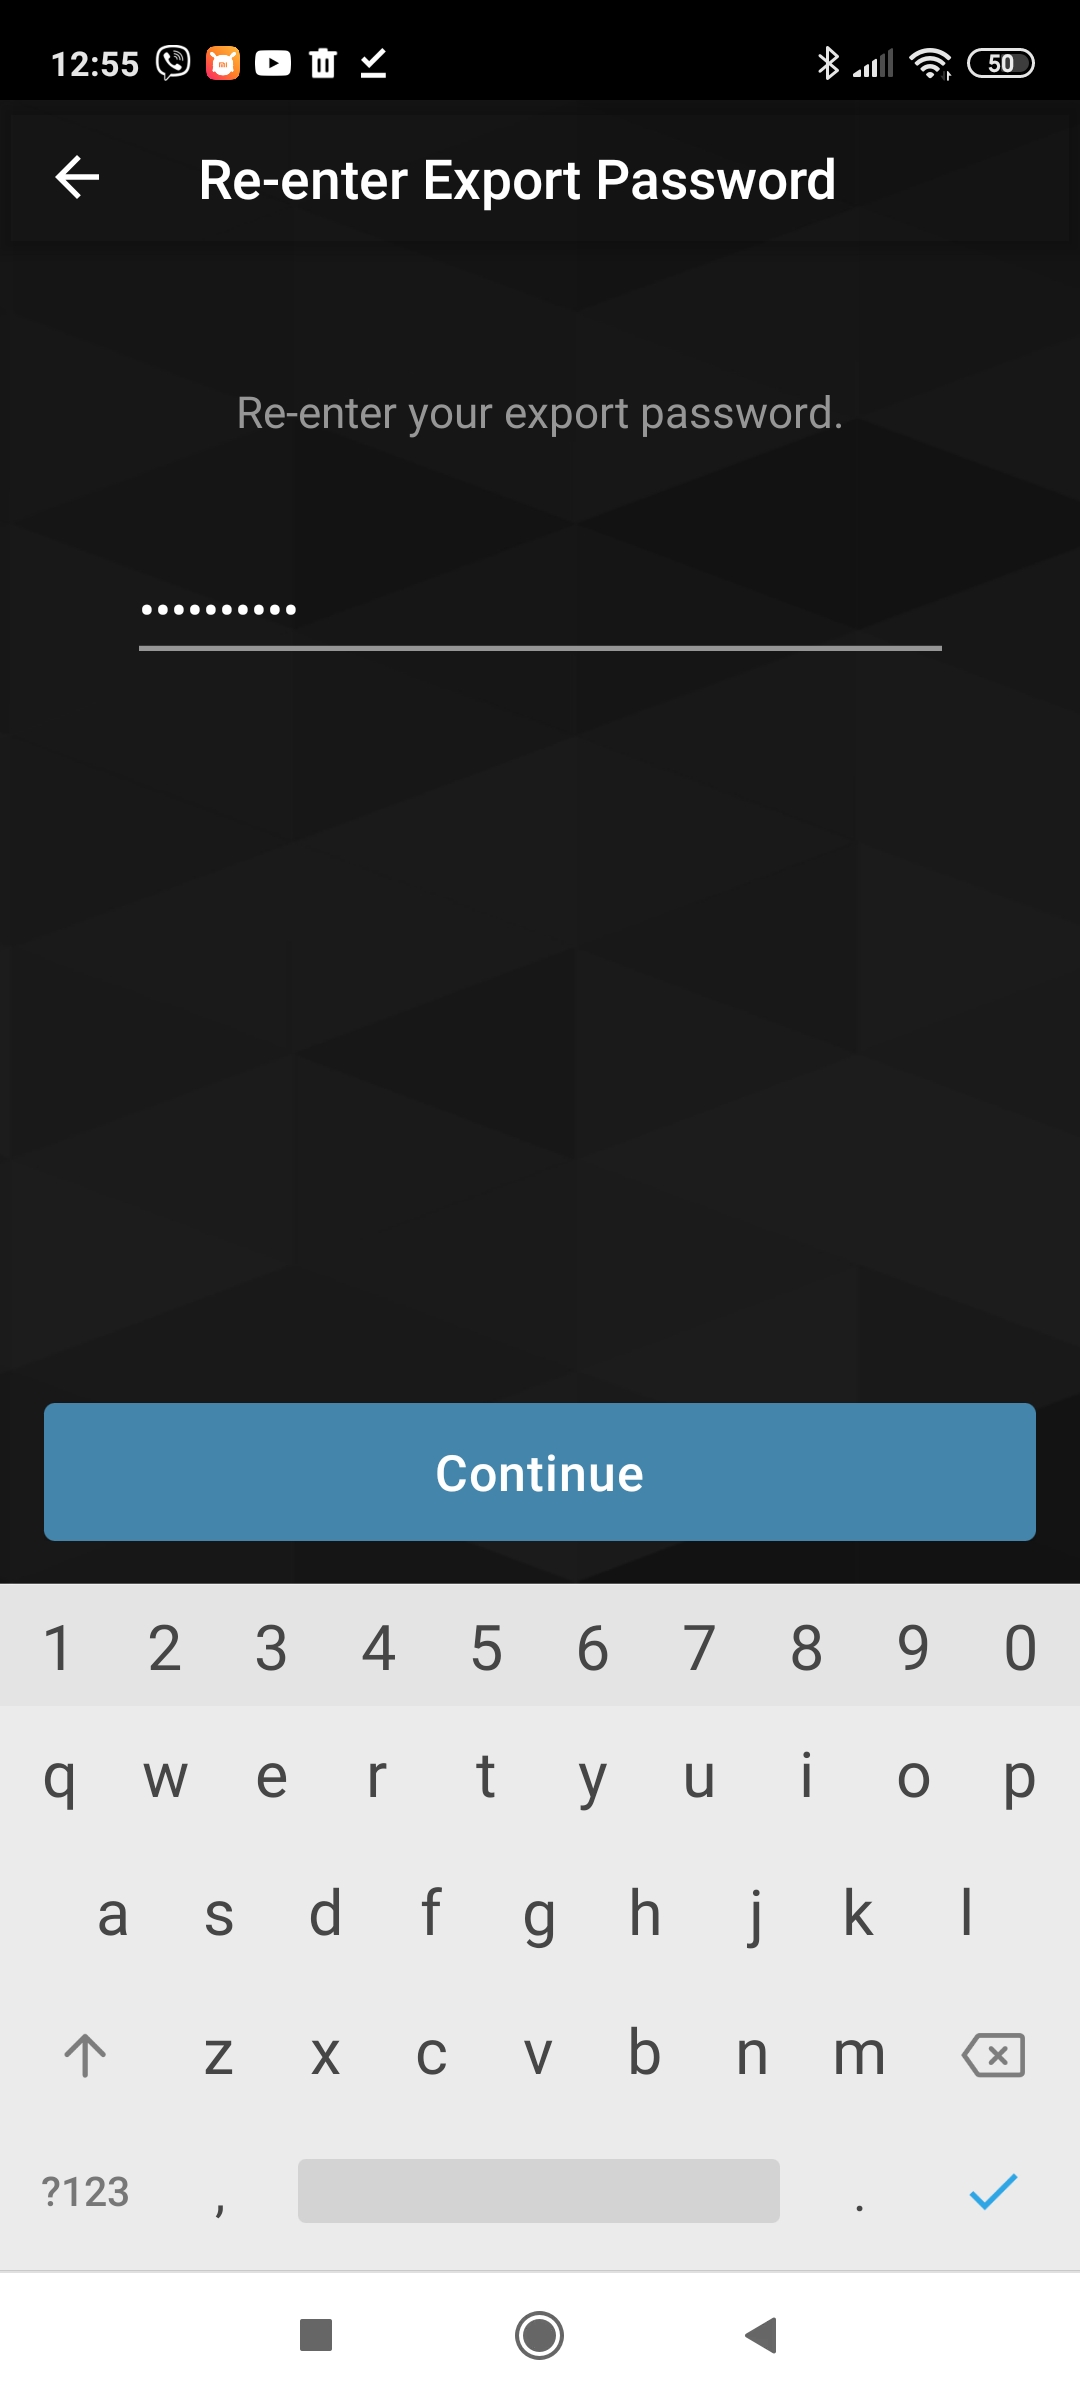 12:55
50
Re-enter Export Password
Re-enter your export password.
••••••••••
Continue
1 2 3 4 5 6 7 8 9 0
q w e r t y u i o p
a s d f g h j k l
z x c v b n m
?123 , .